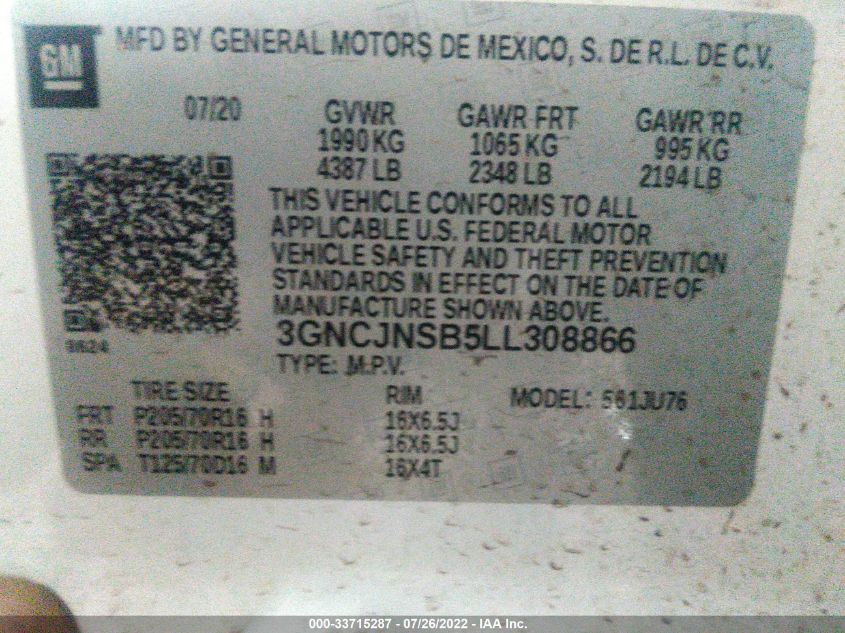 GM
MFD BY GENERAL MOTORS DE MEXICO, S. DE R.L. DE C.V.
07/20 GVWR GAWR FRT GAWR RR
1990 KG 1065 KG 995 KG
4387 LB 2348 LB 2194 LB
THIS VEHICLE CONFORMS TO ALL
APPLICABLE U.S. FEDERAL MOTOR
VEHICLE SAFETY AND THEFT PREVENTION
STANDARDS IN EFFECT ON THE DATE OF
MANUFACTURE SHOWN ABOVE.
3GNCJNSB5LL308866
TYPE: M.P.V.
TIRE SIZE RIM MODEL:
FRT P205/70R16 H 16X6.5J
RR P205/70R16 H 16X6.5J
SPA T125/70D16 M 16X4T
000-33715287 - 07/26/2022 - IAA Inc.